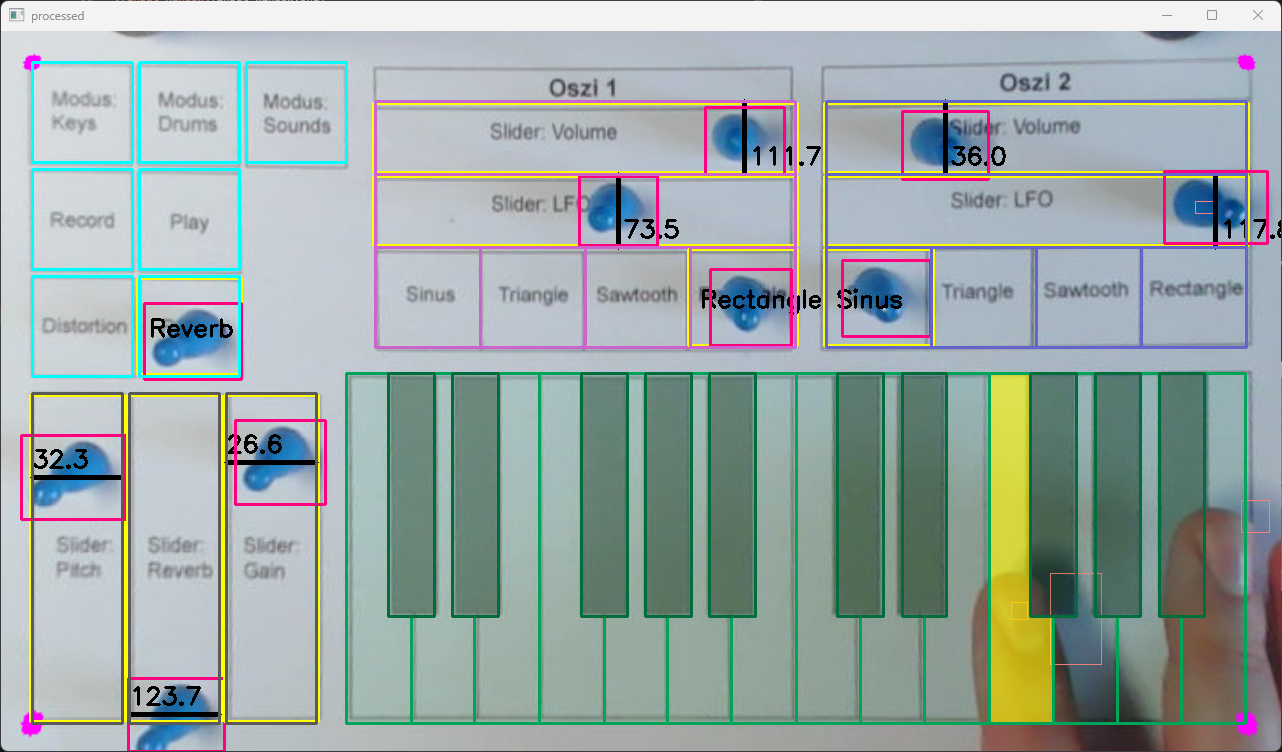 processed
Modus:
Keys
Modus:
Drums
Modus:
Sounds
Record
Play
Distortion
Reverb
Oszi 1
Slider: Volume
111.7
Slider: LFO
73.5
Sinus
Triangle
Sawtooth
Rectangle
Oszi 2
Slider: Volume
36.0
Slider: LFO
117.8
Sinus
Triangle
Sawtooth
Rectangle
32.3
Slider:
Pitch
123.7
Slider:
Reverb
26.6
Slider:
Gain